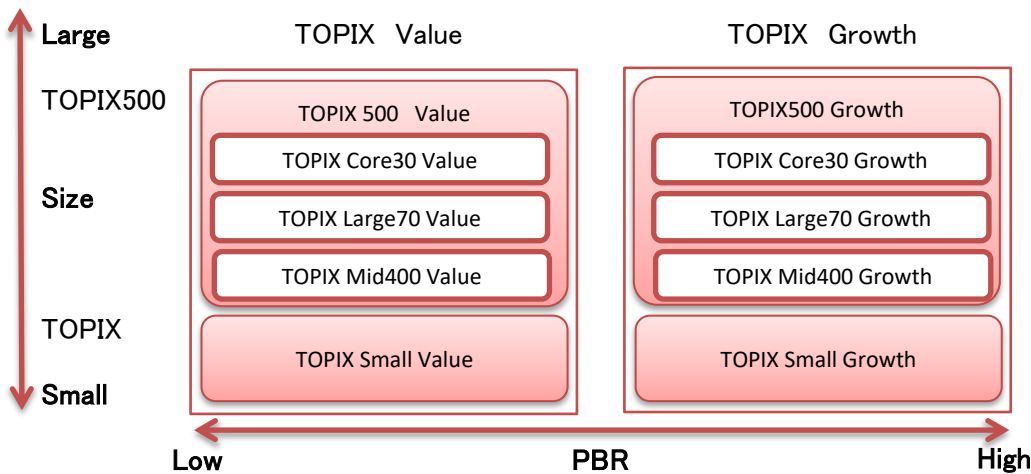 Large
TOPIX Value
TOPIX Growth
TOPIX500
TOPIX 500 Value
TOPIX500 Growth
TOPIX Core30 Value
TOPIX Core30 Growth
Size
TOPIX Large70 Value
TOPIX Large70 Growth
TOPIX Mid400 Value
TOPIX Mid400 Growth
TOPIX
TOPIX Small Value
TOPIX Small Growth
Small
Low
PBR
High